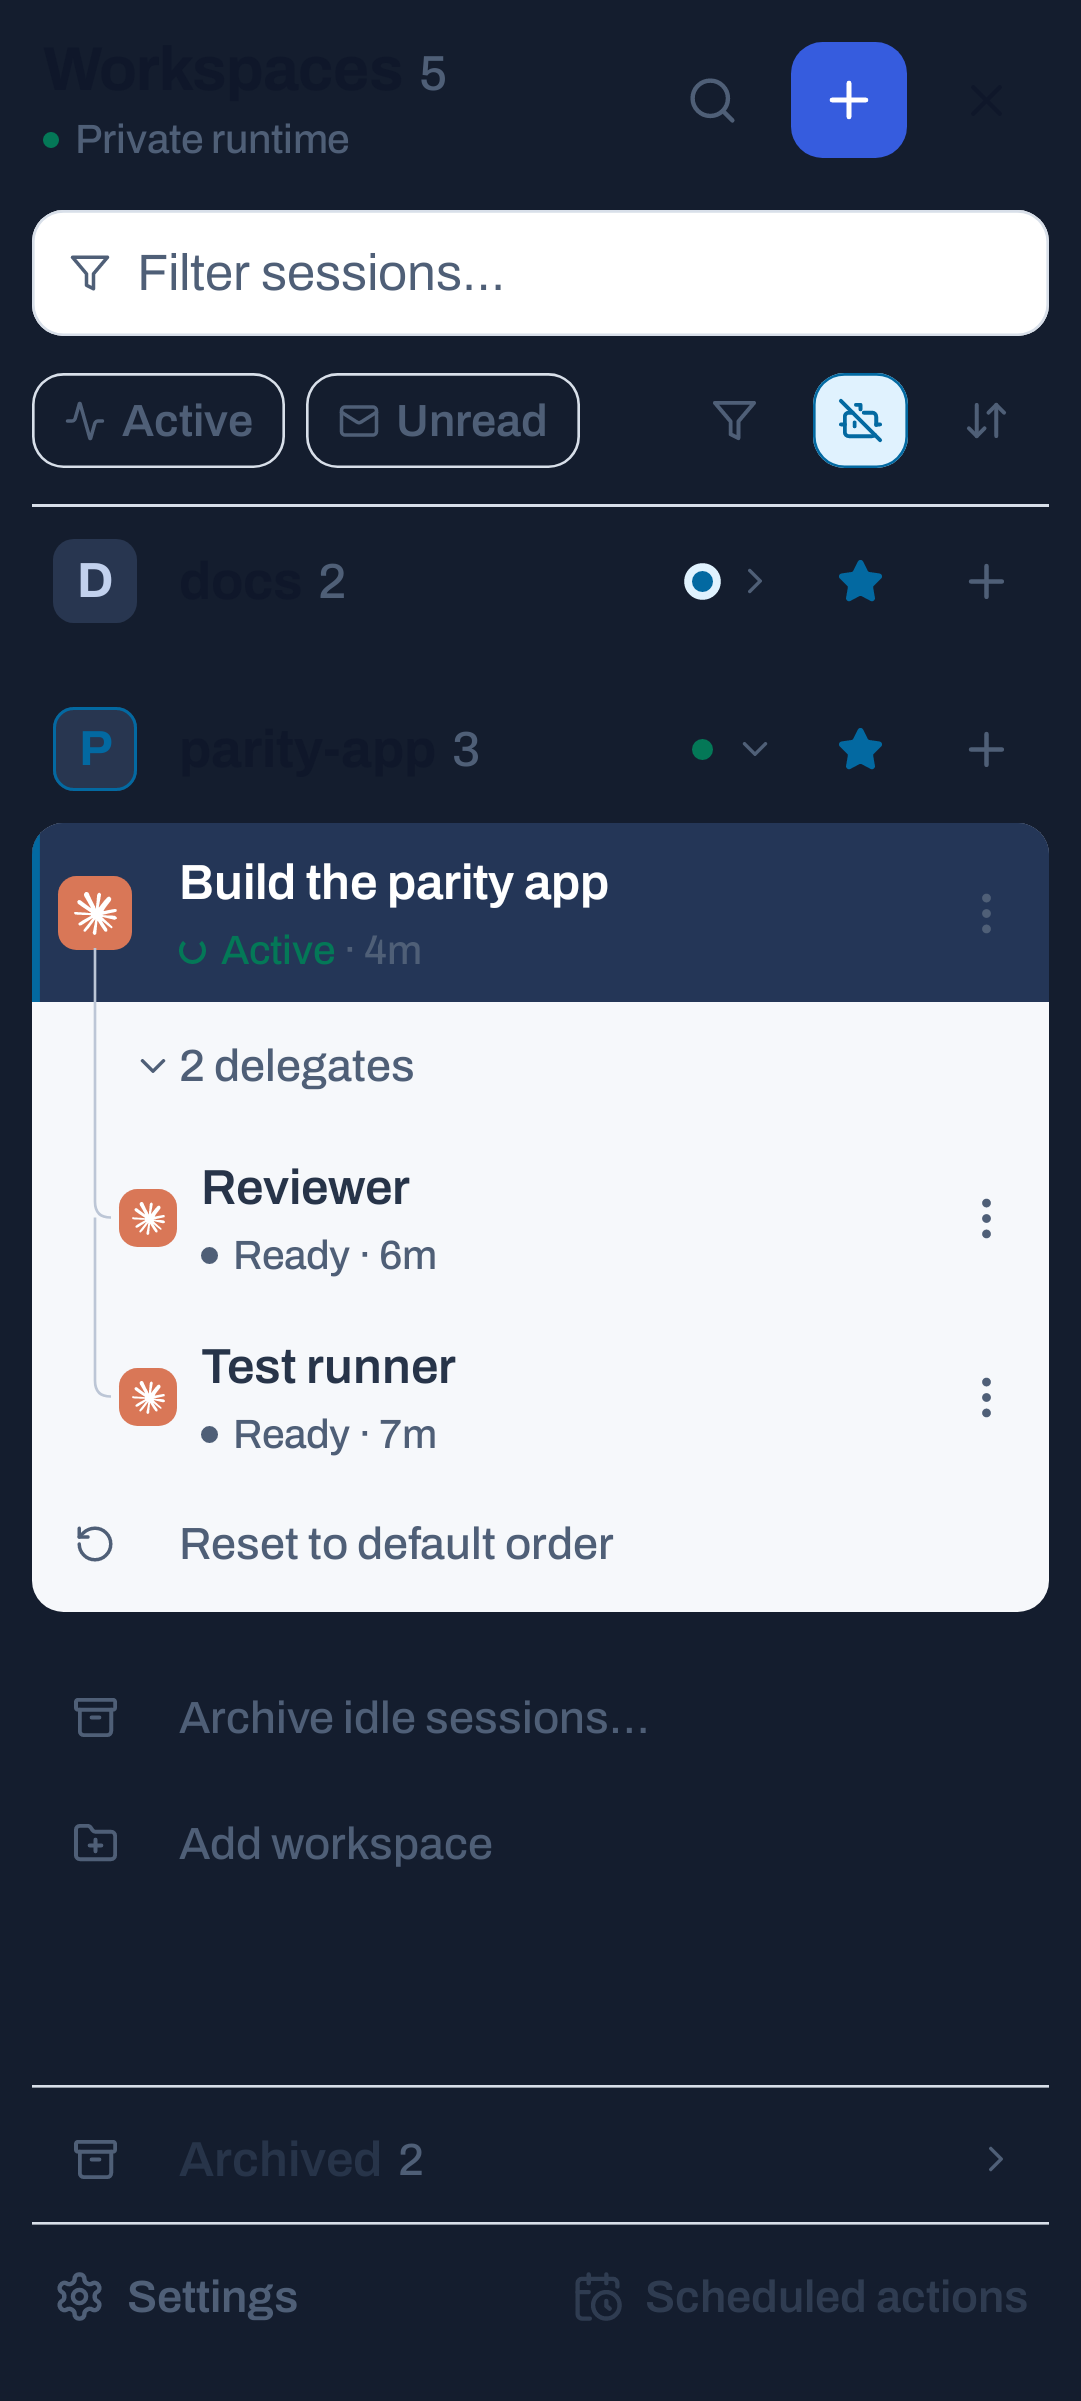 Workspaces 5
Private runtime
Filter sessions...
Active
Unread
D docs 2
P parity-app 3
Build the parity app
Active · 4m
2 delegates
Reviewer
Ready · 6m
Test runner
Ready · 7m
Reset to default order
Archive idle sessions...
Add workspace
Archived 2
Settings
Scheduled actions